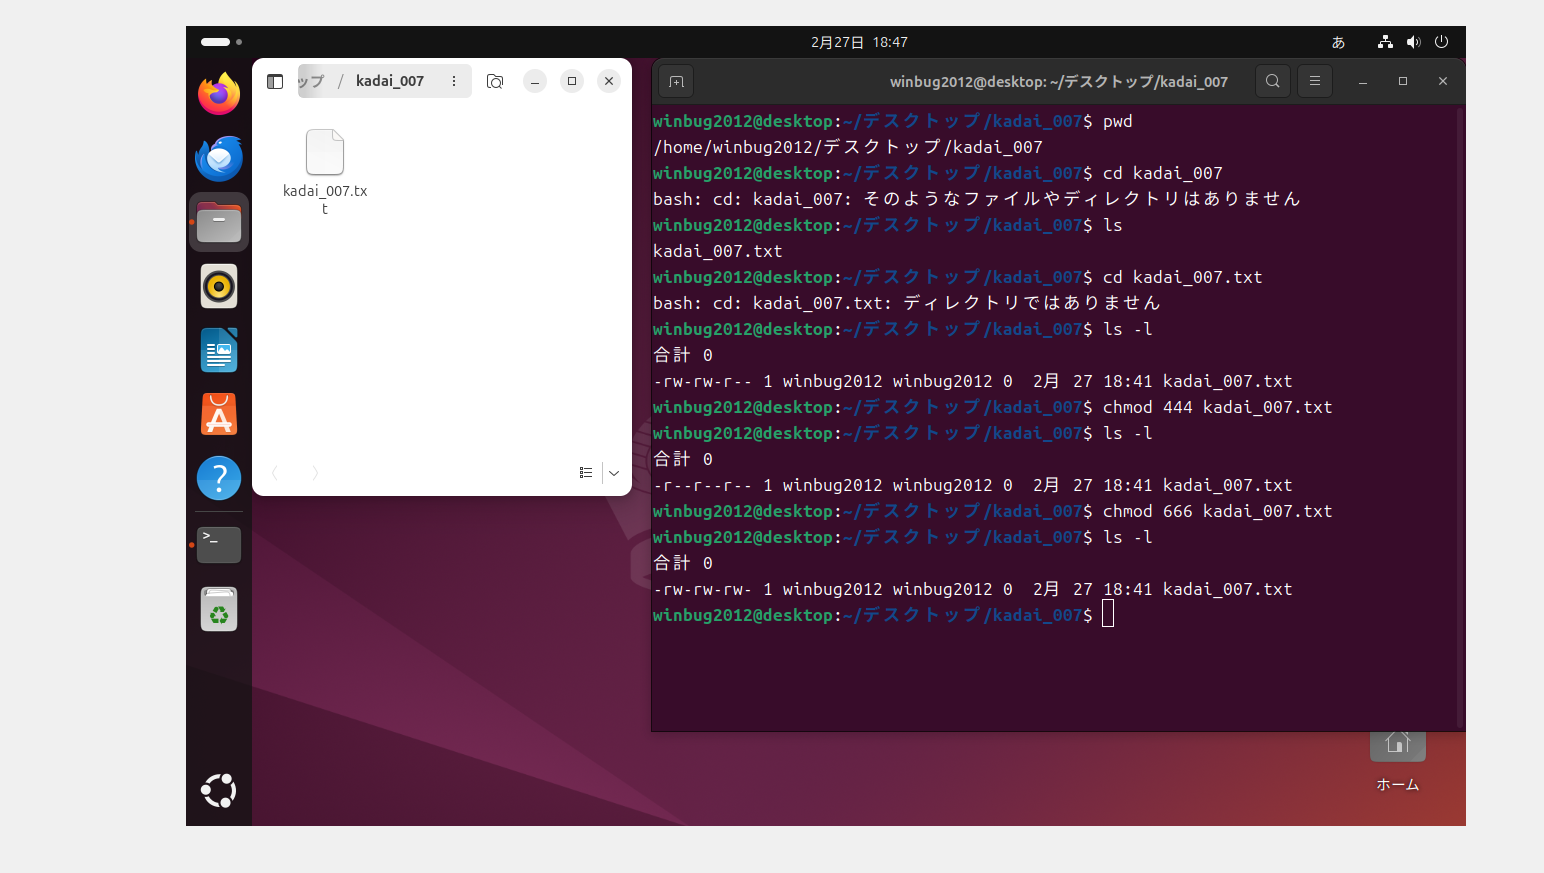 2月27日 18:47
あ
ップ / kadai_007
kadai_007.tx
t
winbug2012@desktop: ~/デスクトップ/kadai_007
winbug2012@desktop:~/デスクトップ/kadai_007$ pwd
/home/winbug2012/デスクトップ/kadai_007
winbug2012@desktop:~/デスクトップ/kadai_007$ cd kadai_007
bash: cd: kadai_007: そのようなファイルやディレクトリはありません
winbug2012@desktop:~/デスクトップ/kadai_007$ ls
kadai_007.txt
winbug2012@desktop:~/デスクトップ/kadai_007$ cd kadai_007.txt
bash: cd: kadai_007.txt: ディレクトリではありません
winbug2012@desktop:~/デスクトップ/kadai_007$ ls -l
合計 0
-rw-rw-r-- 1 winbug2012 winbug2012 0  2月 27 18:41 kadai_007.txt
winbug2012@desktop:~/デスクトップ/kadai_007$ chmod 444 kadai_007.txt
winbug2012@desktop:~/デスクトップ/kadai_007$ ls -l
合計 0
-r--r--r-- 1 winbug2012 winbug2012 0  2月 27 18:41 kadai_007.txt
winbug2012@desktop:~/デスクトップ/kadai_007$ chmod 666 kadai_007.txt
winbug2012@desktop:~/デスクトップ/kadai_007$ ls -l
合計 0
-rw-rw-rw- 1 winbug2012 winbug2012 0  2月 27 18:41 kadai_007.txt
winbug2012@desktop:~/デスクトップ/kadai_007$
ホーム